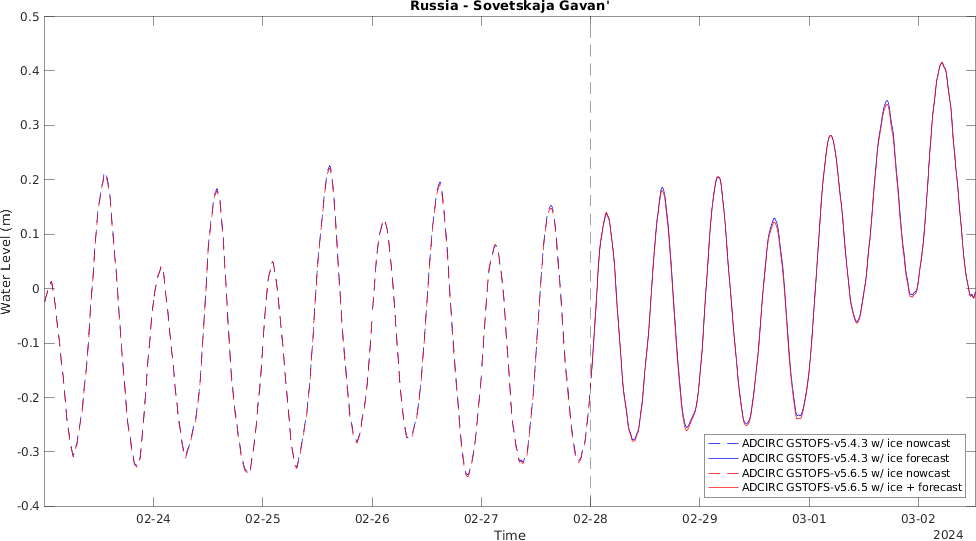 Russia - Sovetskaja Gavan'
0.5
0.4
0.3
0.2
0.1
0
-0.1
-0.2
-0.3
-0.4
Water Level (m)
02-24 02-25 02-26 02-27 02-28 02-29 03-01 03-02
Time
2024
ADCIRC GSTOFS-v5.4.3 w/ ice nowcast
ADCIRC GSTOFS-v5.4.3 w/ ice forecast
ADCIRC GSTOFS-v5.6.5 w/ ice nowcast
ADCIRC GSTOFS-v5.6.5 w/ ice + forecast